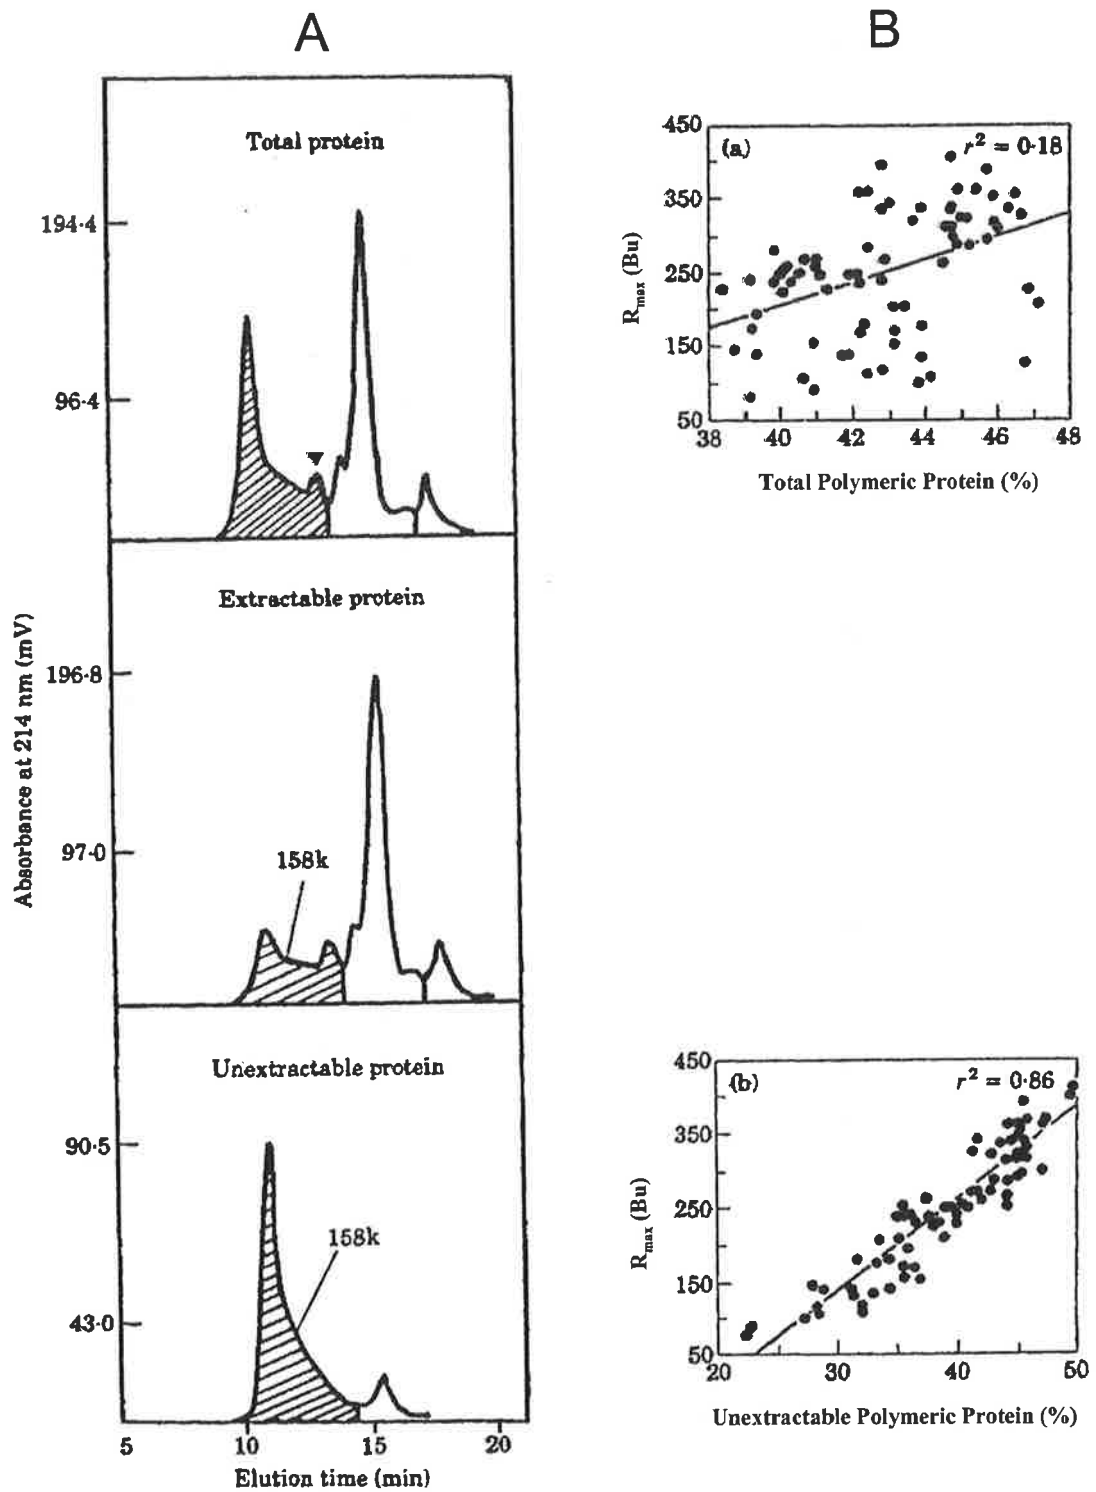 A
Total protein
194·4
96·4
Extractable protein
196·8
97·0
158k
Unextractable protein
90·5
43·0
158k
5 10 15 20
Elution time (min)
Absorbance at 214 nm (mV)
B
(a)
r² = 0·18
450
350
250
150
50
38 40 42 44 46 48
Rmax (Bu)
Total Polymeric Protein (%)
(b)
r² = 0·86
450
350
250
150
50
20 30 40 50
Rmax (Bu)
Unextractable Polymeric Protein (%)